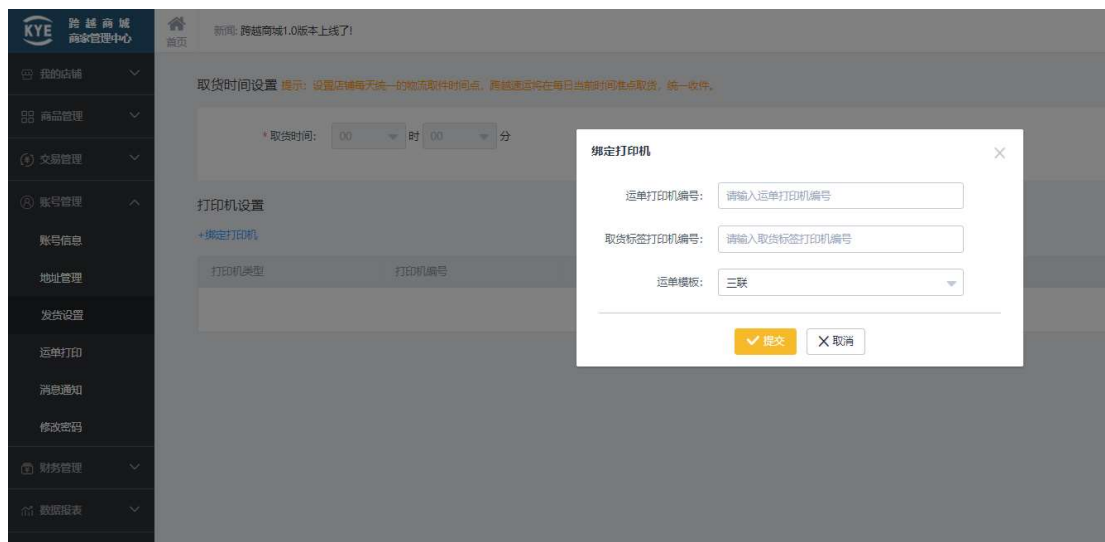 KYE 跨越商城
商家管理中心
首页
新闻: 跨越商城1.0版本上线了!
我的店铺
商品管理
交易管理
账号管理
账号信息
地址管理
发货设置
运单打印
消息通知
修改密码
财务管理
数据报表
取货时间设置 提示: 设置店铺每天统一的物流取件时间点, 跨越速运将在每日当前时间准点取货, 统一收件。
* 取货时间: 00 时 00 分
打印机设置
+绑定打印机
打印机类型 打印机编号
绑定打印机
运单打印机编号: 请输入运单打印机编号
取货标签打印机编号: 请输入取货标签打印机编号
运单模板: 三联
提交 取消